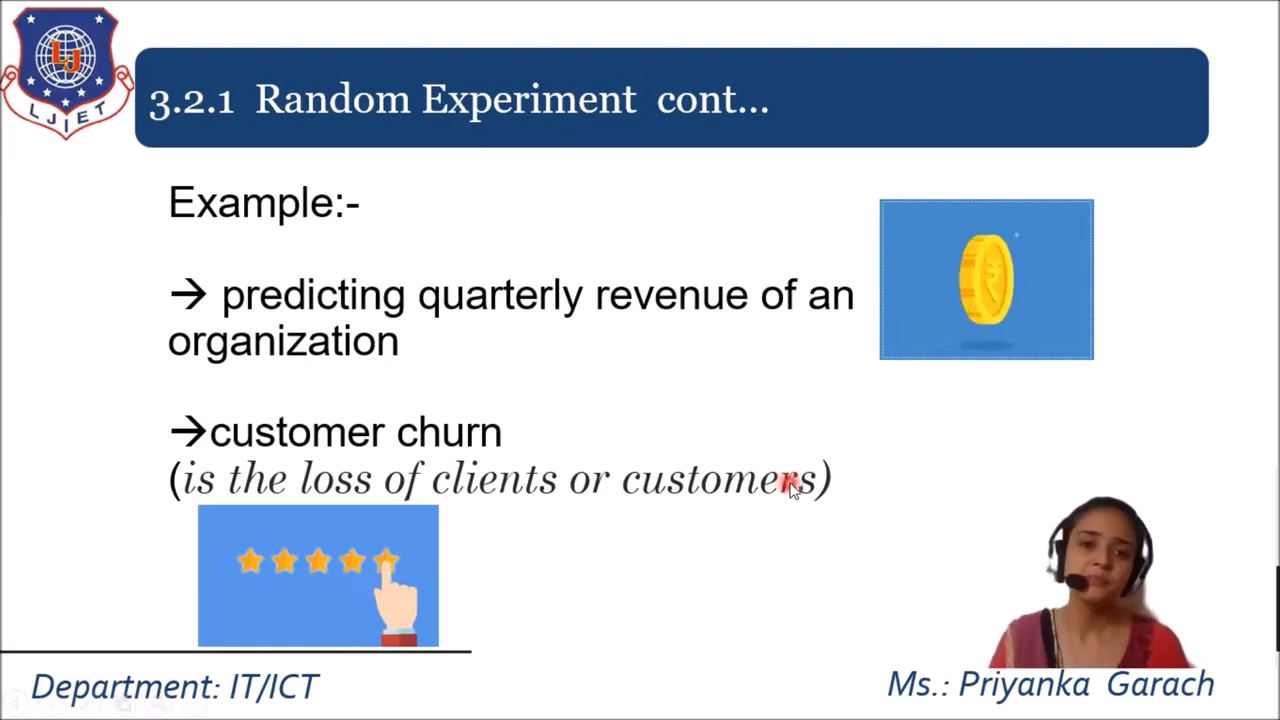 LJ
LJIET
3.2.1 Random Experiment cont...
Example:-
→ predicting quarterly revenue of an
organization
→customer churn
(is the loss of clients or customers)
₹
Department: IT/ICT
Ms.: Priyanka Garach